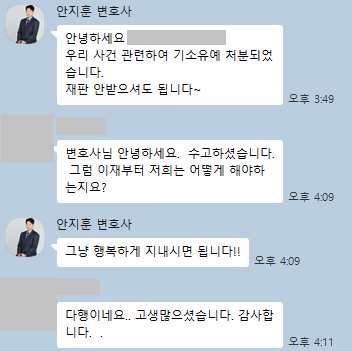 안지훈 변호사
안녕하세요
우리 사건 관련하여 기소유예 처분되었
습니다.
재판 안받으셔도 됩니다~
오후 3:49
변호사님 안녕하세요.  수고하셨습니다.
그럼 이재부터 저희는 어떻게 해야하
는지요?
오후 4:09
안지훈 변호사
그냥 행복하게 지내시면 됩니다!!
오후 4:09
다행이네요.. 고생많으셨습니다. 감사합
니다.  .
오후 4:11